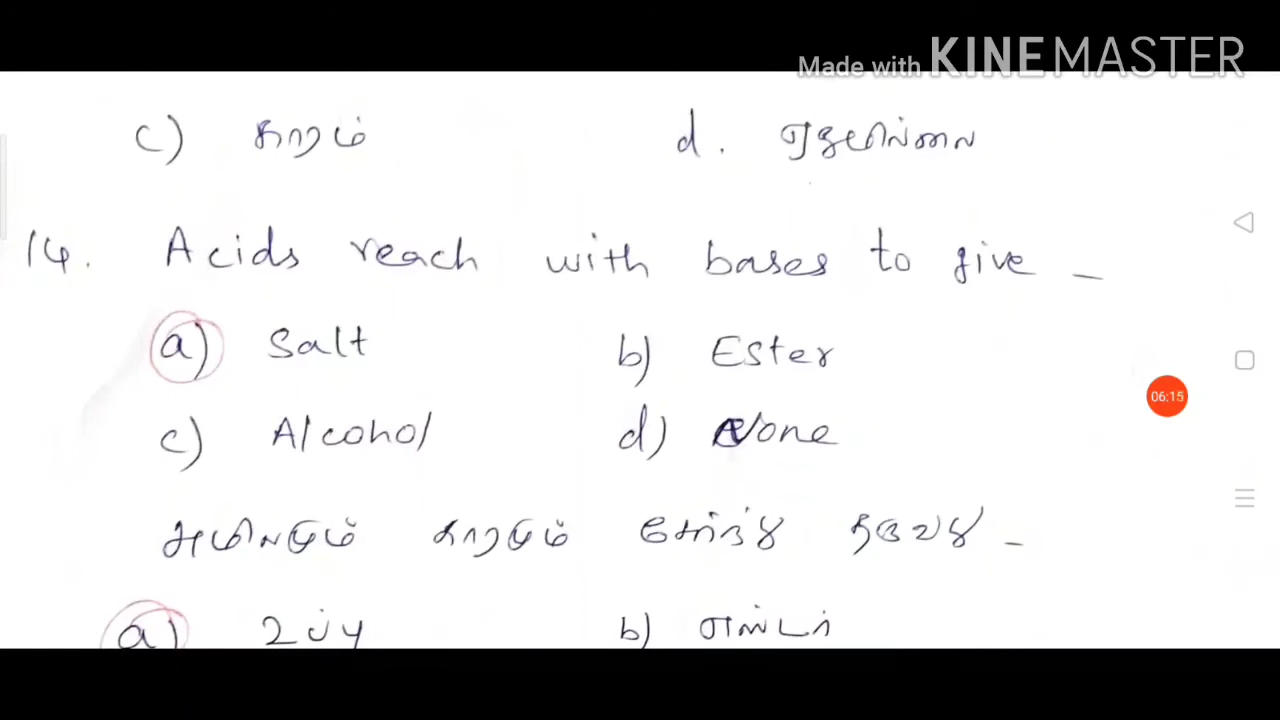 Made with KINEMASTER
c) காரம் d. ஏதுமில்லை
14. Acids reach with bases to give _
a) Salt b) Ester
c) Alcohol d) None
அமிலமும் காரமும் சேர்ந்து தருவது _
a) உப்பு b) எஸ்டர்
06:15